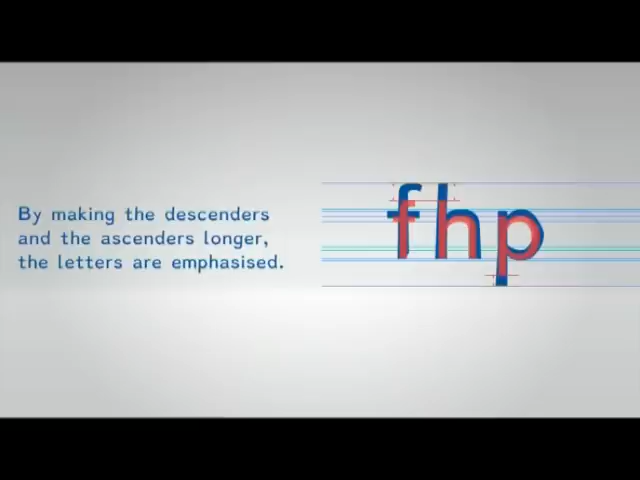 By making the descenders
and the ascenders longer,
the letters are emphasised.
fhp